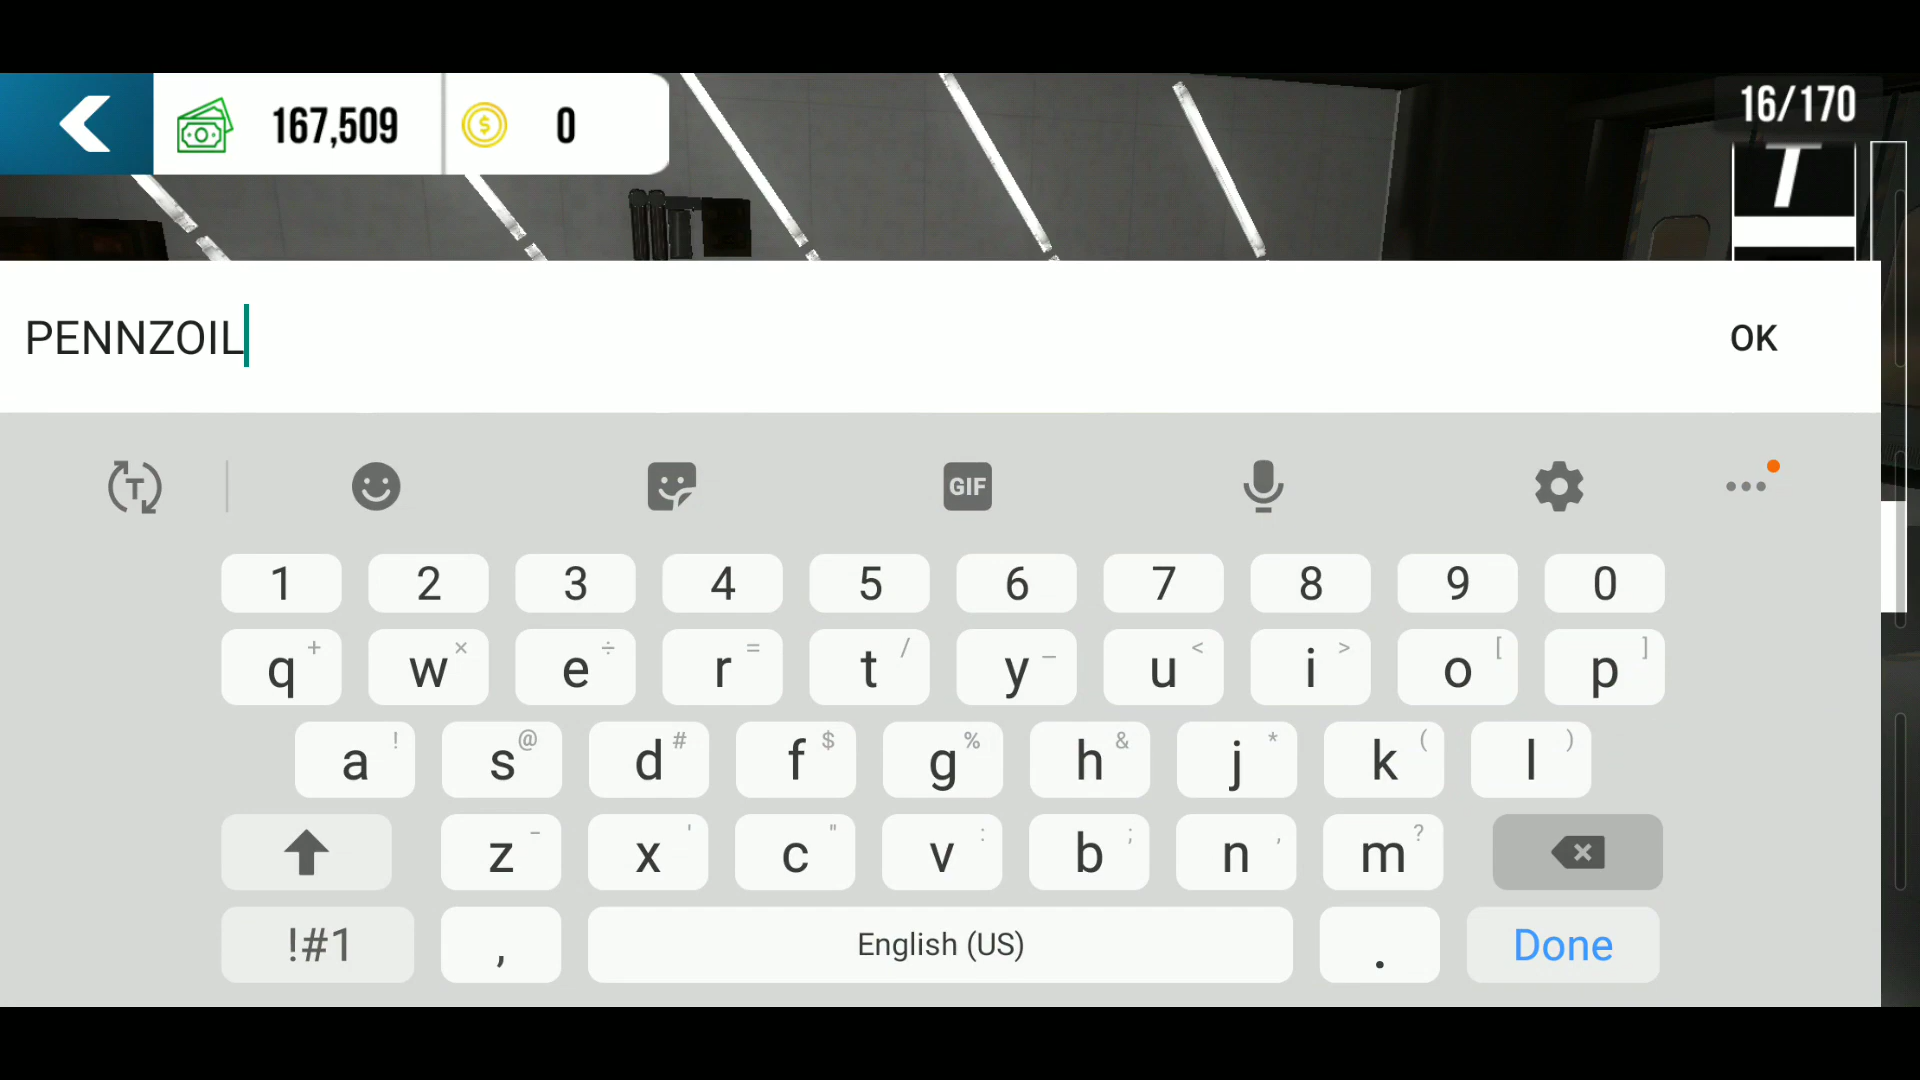 167,509
0
16/170
T
PENNZOIL
OK
T
GIF
1 2 3 4 5 6 7 8 9 0
q + w × e ÷ r = t / y _ u < i > o [ p ]
a ! s @ d # f $ g % h & j * k ( l )
z - x ' c " v : b ; n , m ?
!#1 , English (US) . Done